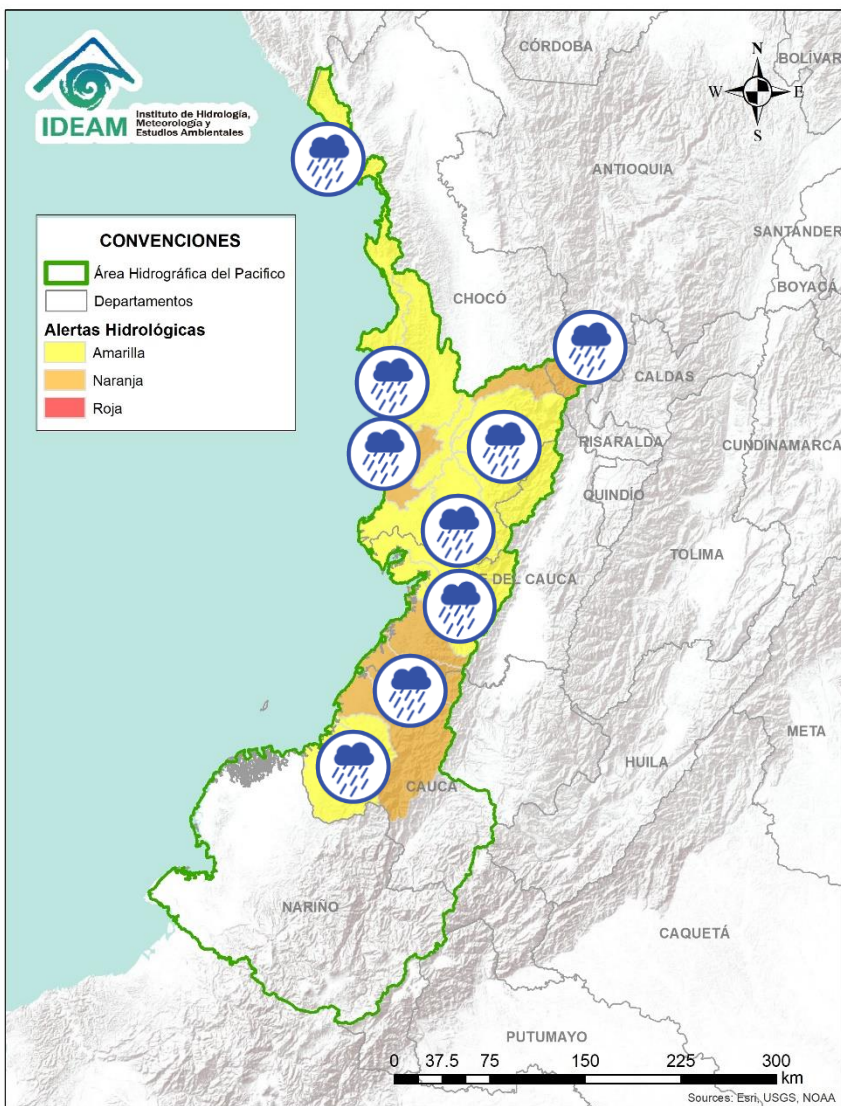 IDEAM
Instituto de Hidrología,
Meteorología y
Estudios Ambientales
N
W
E
S
CÓRDOBA
BOLÍVAR
ANTIOQUIA
SANTANDER
BOYACÁ
CHOCÓ
CALDAS
RISARALDA
CUNDINAMARCA
QUINDÍO
TOLIMA
E DEL CAUCA
META
HUILA
CAUCA
NARIÑO
CAQUETÁ
PUTUMAYO
CONVENCIONES
Área Hidrográfica del Pacifico
Departamentos
Alertas Hidrológicas
Amarilla
Naranja
Roja
0 37.5 75 150 225 300
km
Sources: Esri, USGS, NOAA